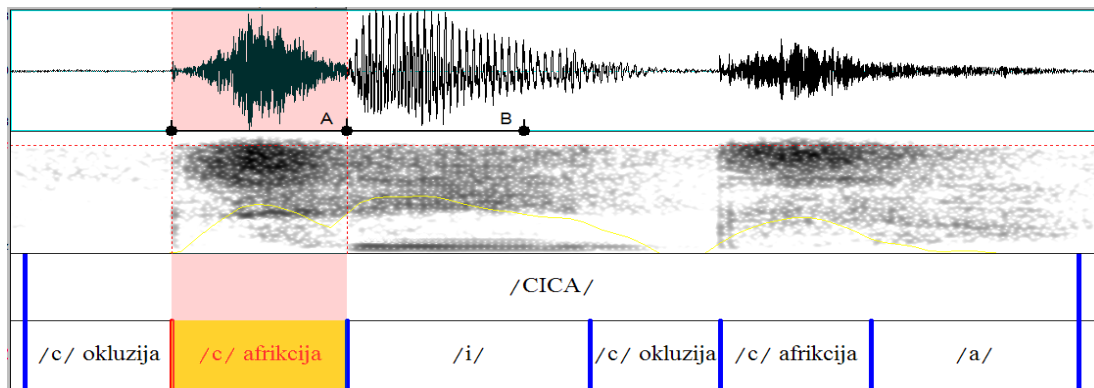 A B
/CICA/
/c/ okluzija /c/ afrikcija /i/ /c/ okluzija /c/ afrikcija /a/